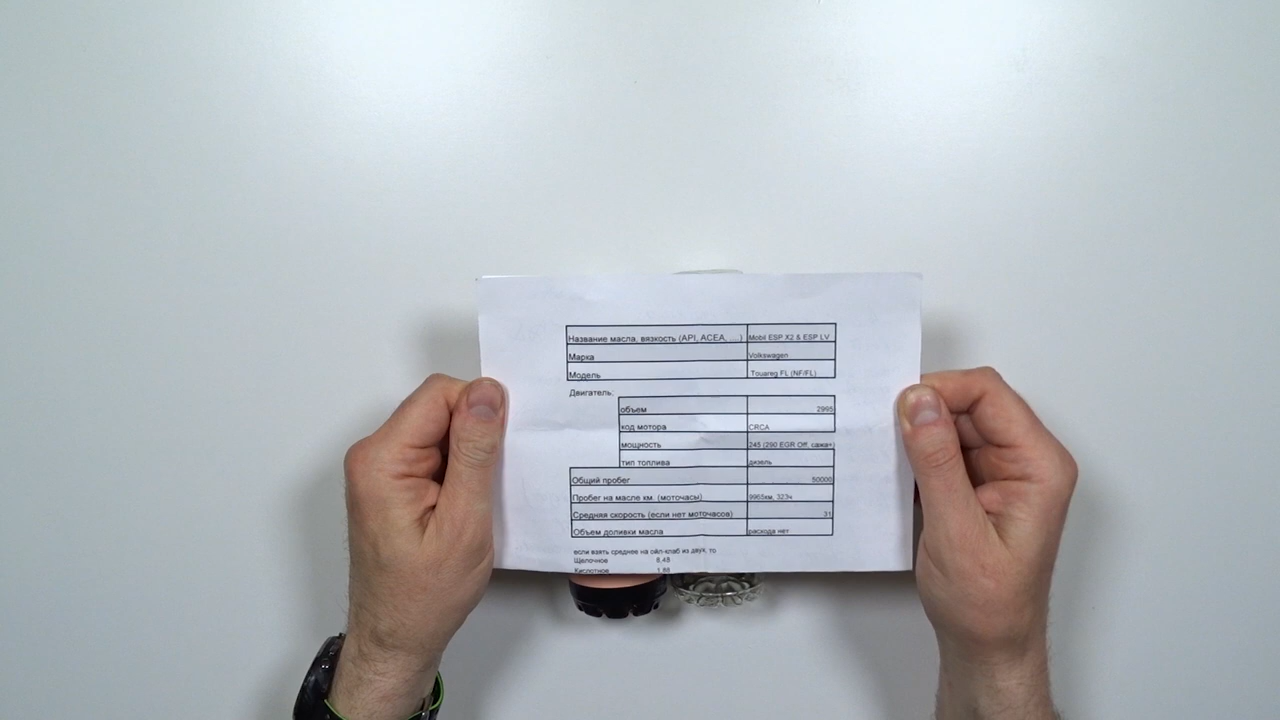 Название масла, вязкость (API, ACEA, ....) Mobil ESP X2 & ESP LV
Марка Volkswagen
Модель Touareg FL (NF/FL)
Двигатель:
объем 2995
код мотора CRCA
мощность 245 (290 EGR Off, сажа+)
тип топлива дизель
Общий пробег 50000
Пробег на масле км. (моточасы) 9965км, 323ч
Средняя скорость (если нет моточасов) 31
Объем доливки масла расхода нет
если взять среднее на ойл-клаб из двух, то
Щелочное 8,48
Кислотное 1,88